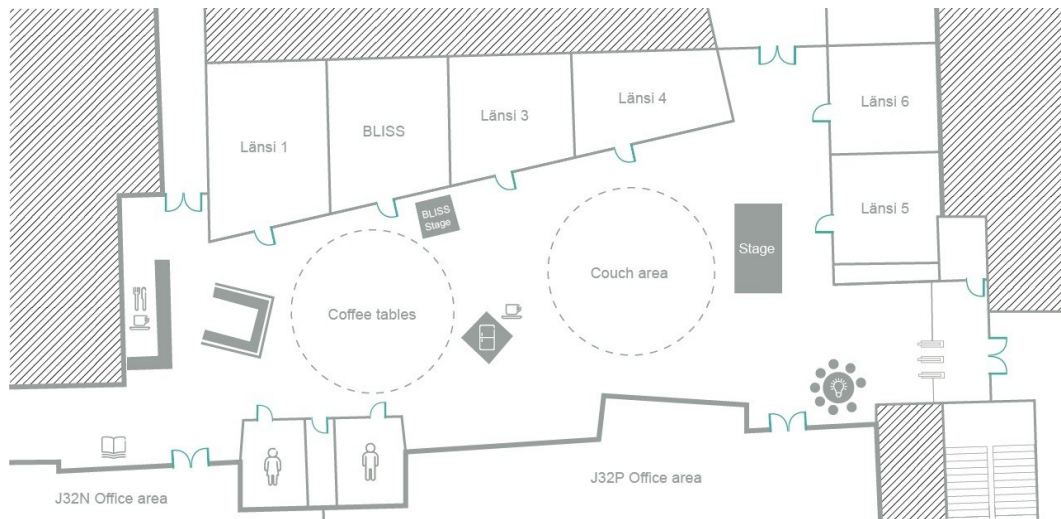 Länsi 1
BLISS
Länsi 3
Länsi 4
Länsi 6
Länsi 5
BLISS
Stage
Stage
Couch area
Coffee tables
J32N Office area
J32P Office area